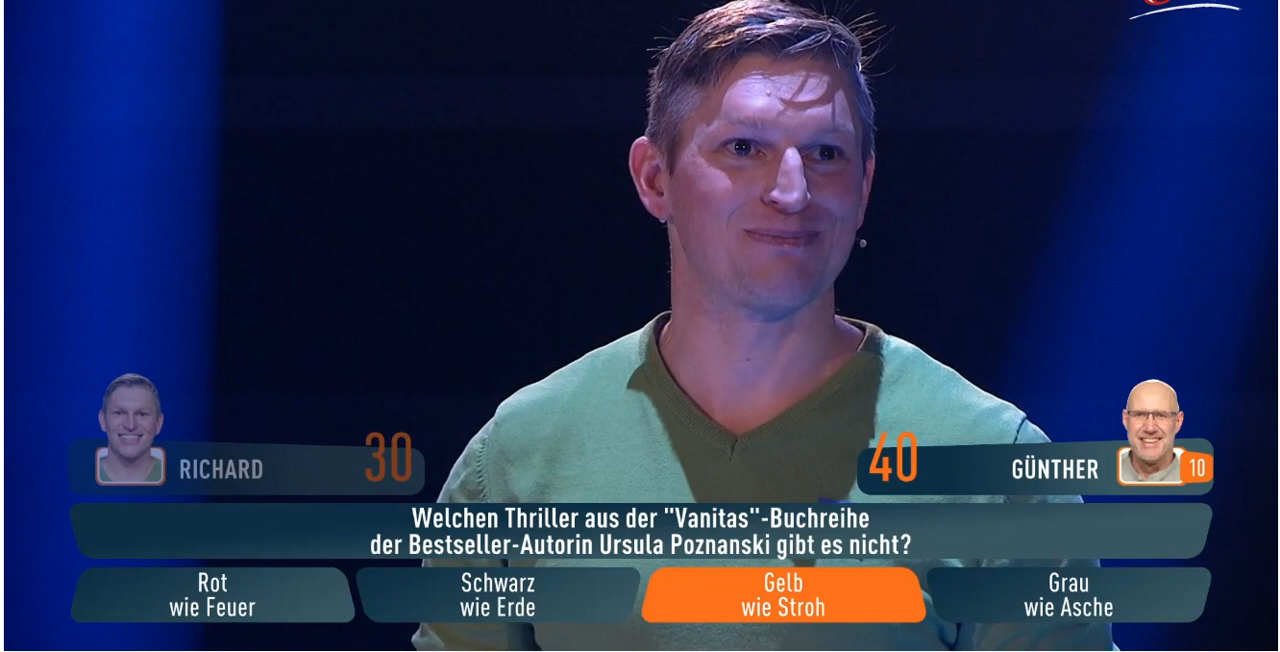 RICHARD
30
40
GÜNTHER
10
Welchen Thriller aus der "Vanitas"-Buchreihe
der Bestseller-Autorin Ursula Poznanski gibt es nicht?
Rot
wie Feuer
Schwarz
wie Erde
Gelb
wie Stroh
Grau
wie Asche